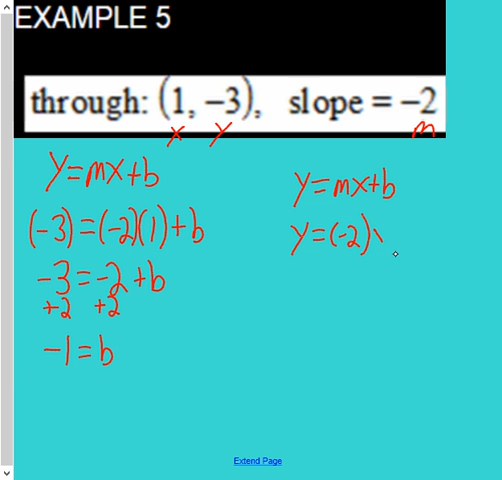 EXAMPLE 5
through: (1, −3), slope = −2
x y m
y=mx+b
(-3)=(-2)(1)+b
-3=-2+b
+2 +2
-1=b
y=mx+b
y=(-2)
Extend Page